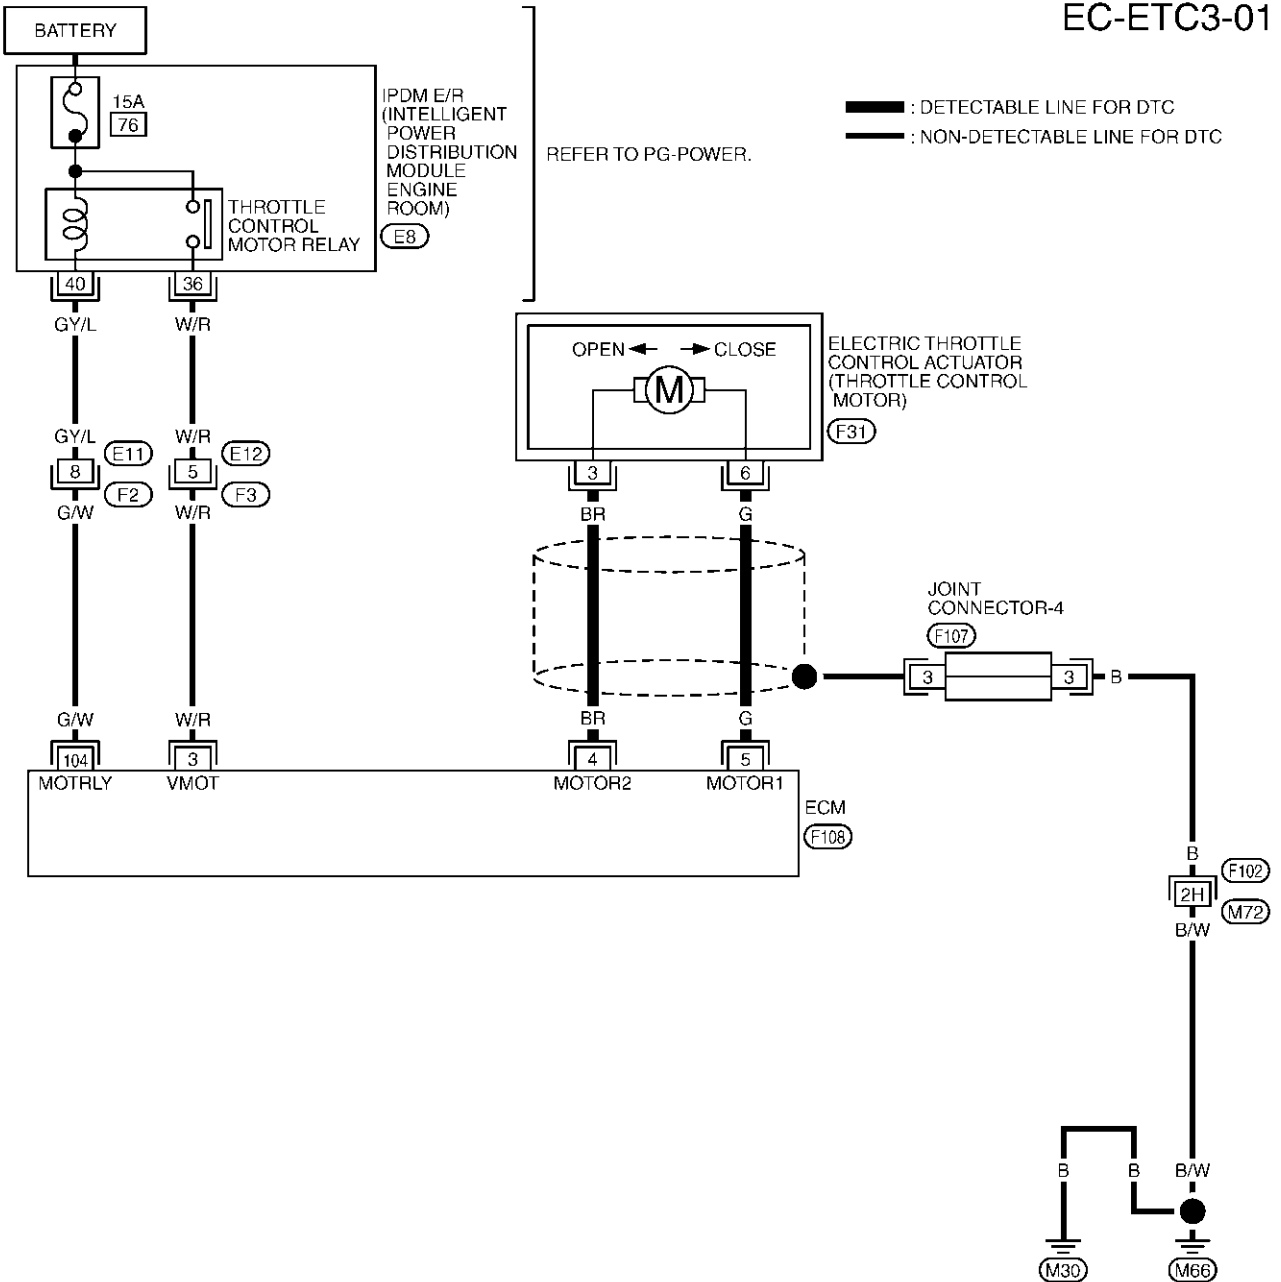 EC-ETC3-01
BATTERY
15A
76
IPDM E/R
(INTELLIGENT
POWER
DISTRIBUTION
MODULE
ENGINE
ROOM)
E8
REFER TO PG-POWER.
: DETECTABLE LINE FOR DTC
: NON-DETECTABLE LINE FOR DTC
THROTTLE
CONTROL
MOTOR RELAY
40 36
GY/L W/R
OPEN CLOSE
M
ELECTRIC THROTTLE
CONTROL ACTUATOR
(THROTTLE CONTROL
MOTOR)
F31
GY/L W/R
E11 E12
8 5
F2 F3
G/W W/R
3 6
BR G
JOINT
CONNECTOR-4
F107
3 3 B
G/W W/R BR G
104 3 4 5
MOTRLY VMOT MOTOR2 MOTOR1
ECM
F108
B
F102
2H
M72
B/W
B B B/W
M30 M66